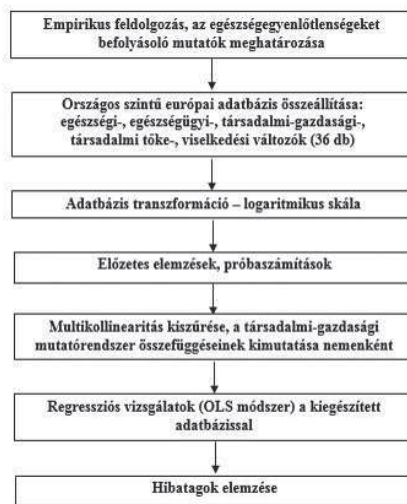 Empirikus feldolgozás, az egészségegyenlőtlenségeket
befolyásoló mutatók meghatározása
Országos szintű európai adatbázis összeállítása:
egészségi-, egészségügyi-, társadalmi-gazdasági-,
társadalmi tőke-, viselkedési változók (36 db)
Adatbázis transzformáció – logaritmikus skála
Előzetes elemzések, próbaszámítások
Multikollinearitás kiszűrése, a társadalmi-gazdasági
mutatórendszer összefüggéseinek kimutatása nemenként
Regressziós vizsgálatok (OLS módszer) a kiegészített
adatbázissal
Hibatagok elemzése